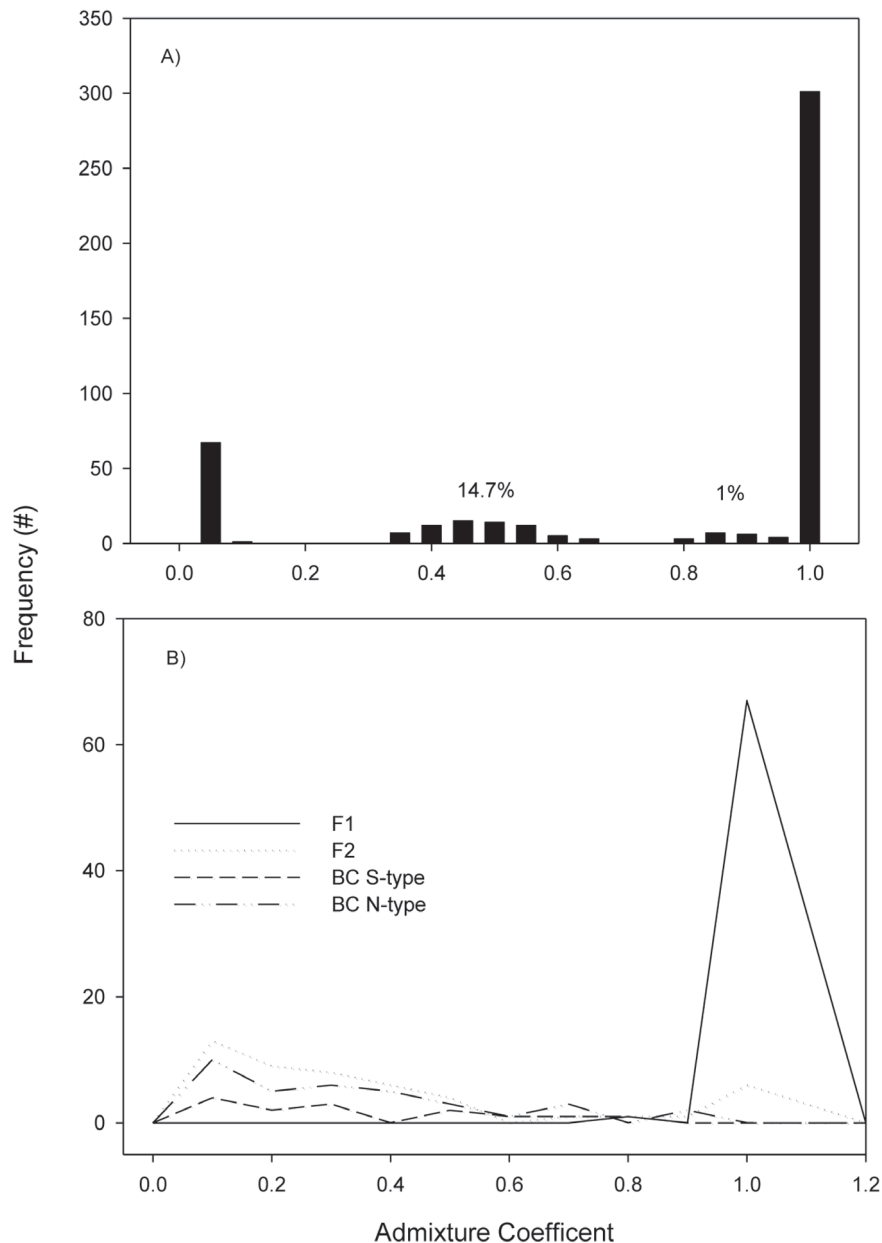 350
A)
300
250
200
150
100
50
14.7%
1%
0
0.0 0.2 0.4 0.6 0.8 1.0
Frequency (#)
80
B)
60
40
F1
F2
BC S-type
BC N-type
20
0
0.0 0.2 0.4 0.6 0.8 1.0 1.2
Admixture Coefficent